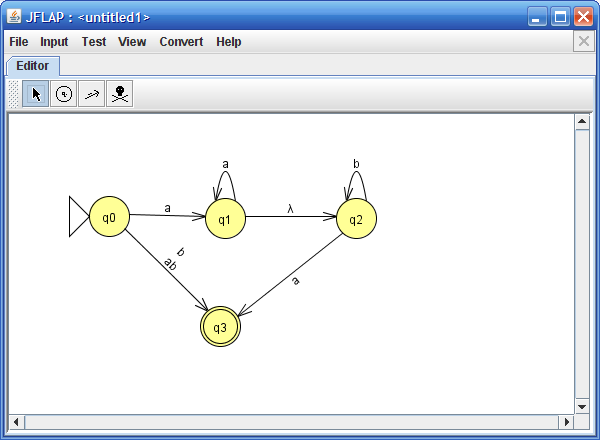 JFLAP : <untitled1>
File Input Test View Convert Help
Editor
a
b
q0
a
q1
λ
q2
b
ab
a
q3